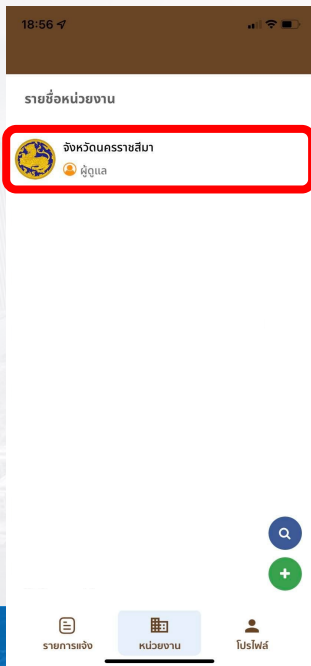 18:56
รายชื่อหน่วยงาน
จังหวัดนครราชสีมา
ผู้ดูแล
รายการแจ้ง
หน่วยงาน
โปรไฟล์